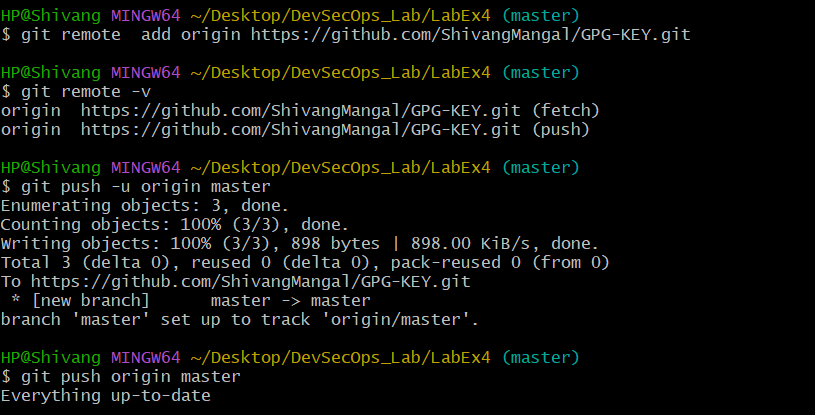 HP@Shivang MINGW64 ~/Desktop/DevSecOps_Lab/LabEx4 (master)
$ git remote  add origin https://github.com/ShivangMangal/GPG-KEY.git
HP@Shivang MINGW64 ~/Desktop/DevSecOps_Lab/LabEx4 (master)
$ git remote -v
origin  https://github.com/ShivangMangal/GPG-KEY.git (fetch)
origin  https://github.com/ShivangMangal/GPG-KEY.git (push)
HP@Shivang MINGW64 ~/Desktop/DevSecOps_Lab/LabEx4 (master)
$ git push -u origin master
Enumerating objects: 3, done.
Counting objects: 100% (3/3), done.
Writing objects: 100% (3/3), 898 bytes | 898.00 KiB/s, done.
Total 3 (delta 0), reused 0 (delta 0), pack-reused 0 (from 0)
To https://github.com/ShivangMangal/GPG-KEY.git
 * [new branch]      master -> master
branch 'master' set up to track 'origin/master'.
HP@Shivang MINGW64 ~/Desktop/DevSecOps_Lab/LabEx4 (master)
$ git push origin master
Everything up-to-date